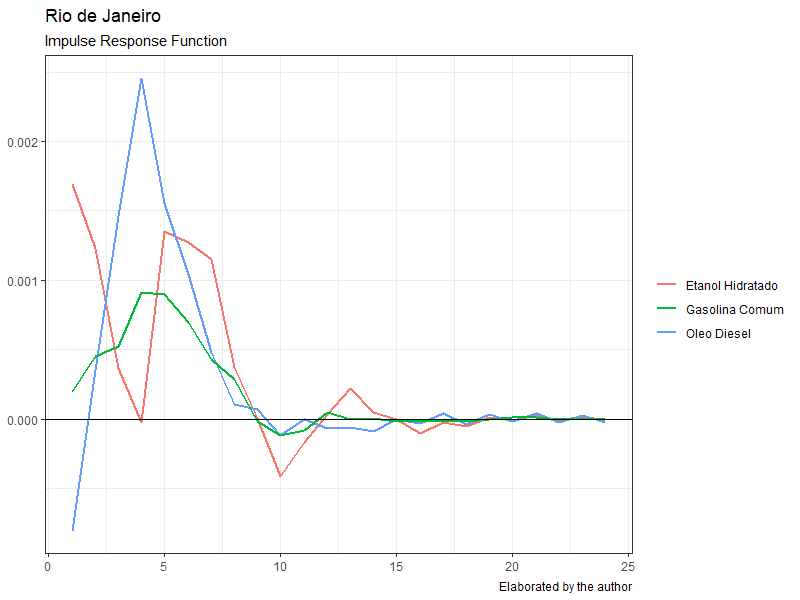 Rio de Janeiro
Impulse Response Function
0.002
0.001
0.000
0
5
10
15
20
25
Etanol Hidratado
Gasolina Comum
Oleo Diesel
Elaborated by the author